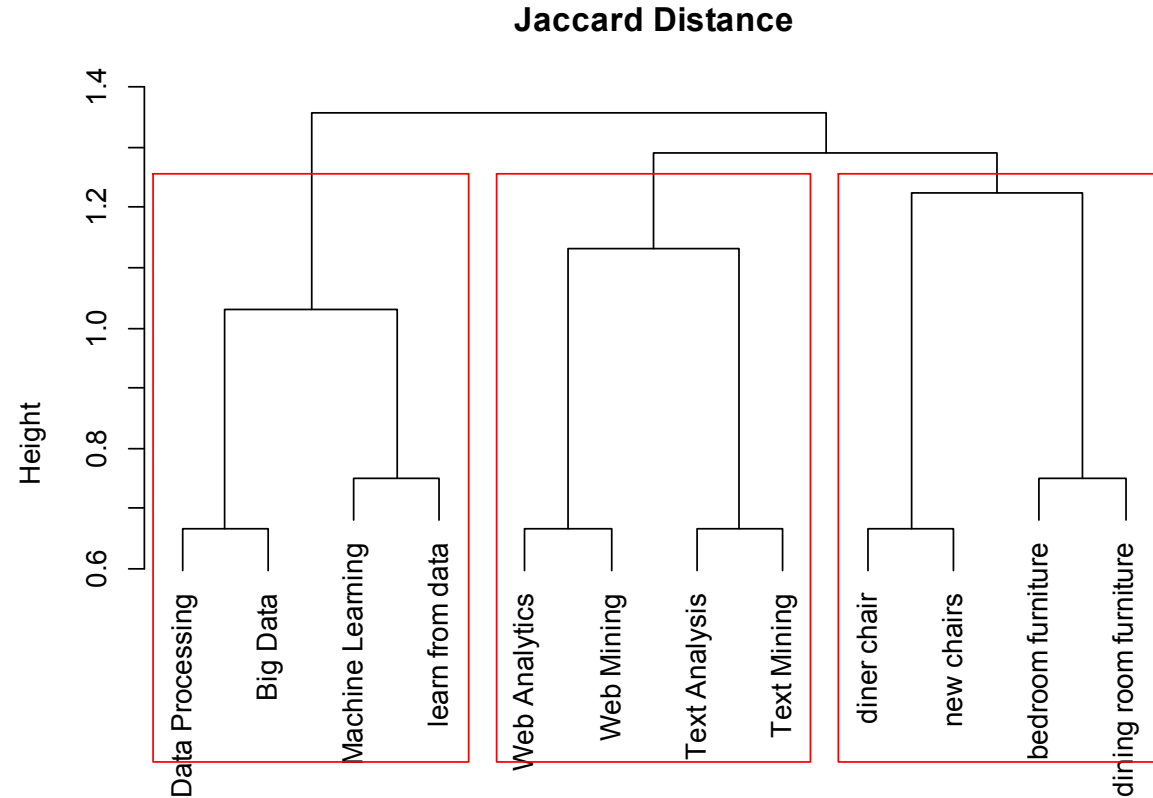 Jaccard Distance
Height
1.4
1.2
1.0
0.8
0.6
Data Processing
Big Data
Machine Learning
learn from data
Web Analytics
Web Mining
Text Analysis
Text Mining
diner chair
new chairs
bedroom furniture
dining room furniture